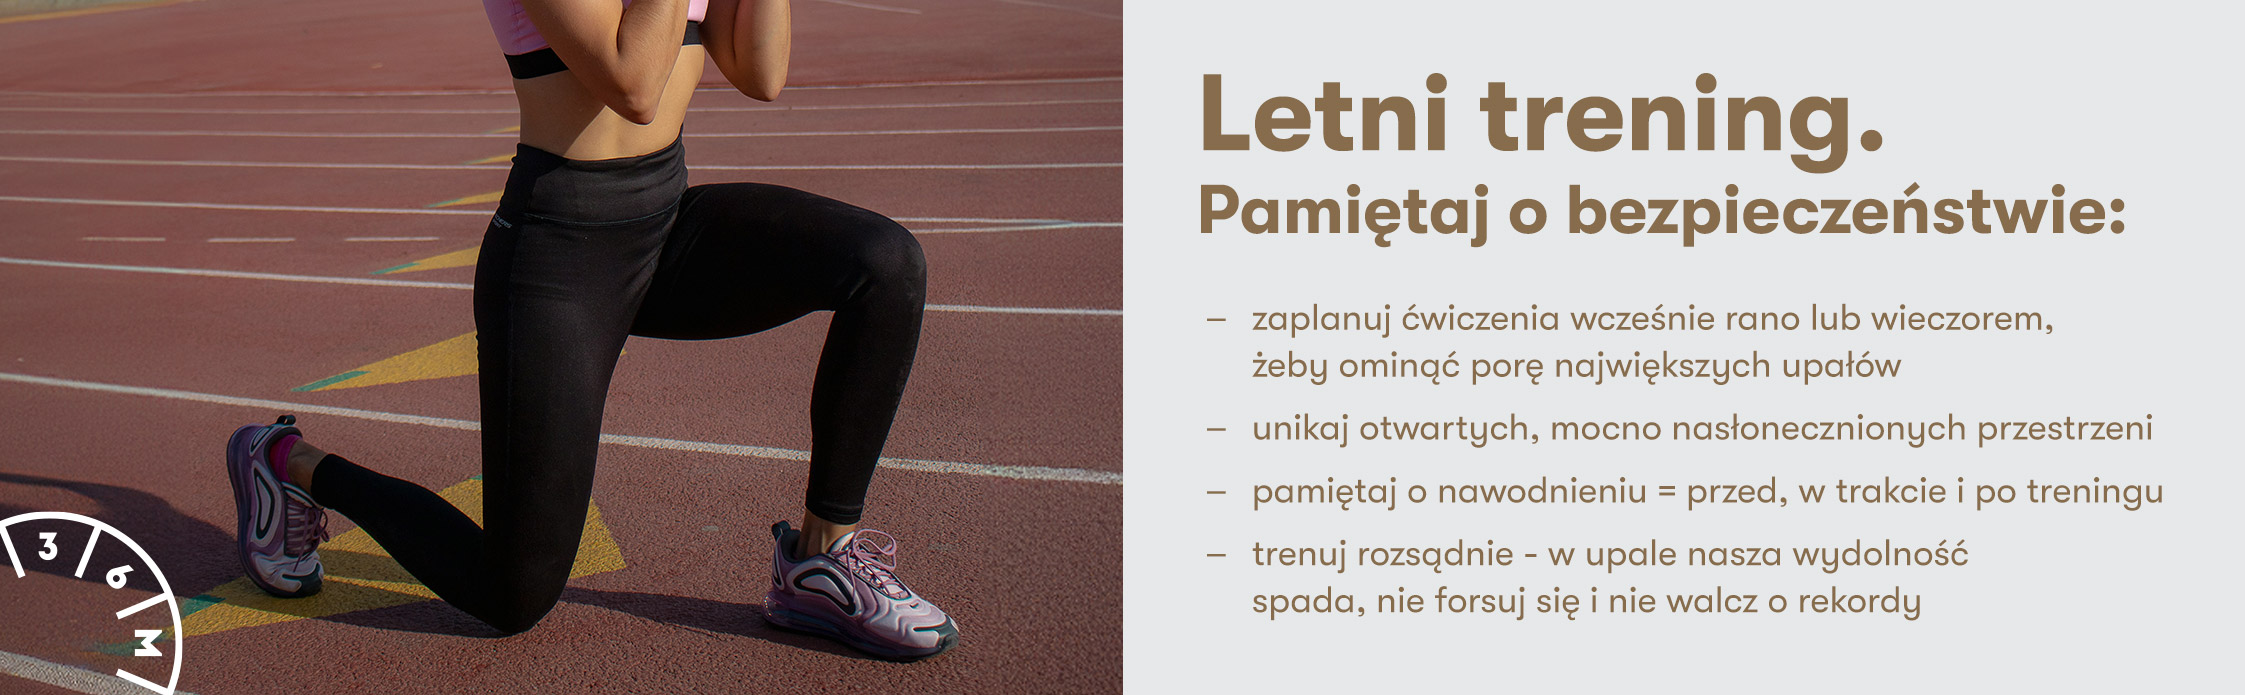 Letni trening.
Pamiętaj o bezpieczeństwie:
– zaplanuj ćwiczenia wcześnie rano lub wieczorem,
żeby ominąć porę największych upałów
– unikaj otwartych, mocno nasłonecznionych przestrzeni
– pamiętaj o nawodnieniu = przed, w trakcie i po treningu
– trenuj rozsądnie - w upale nasza wydolność
spada, nie forsuj się i nie walcz o rekordy
3
6
M